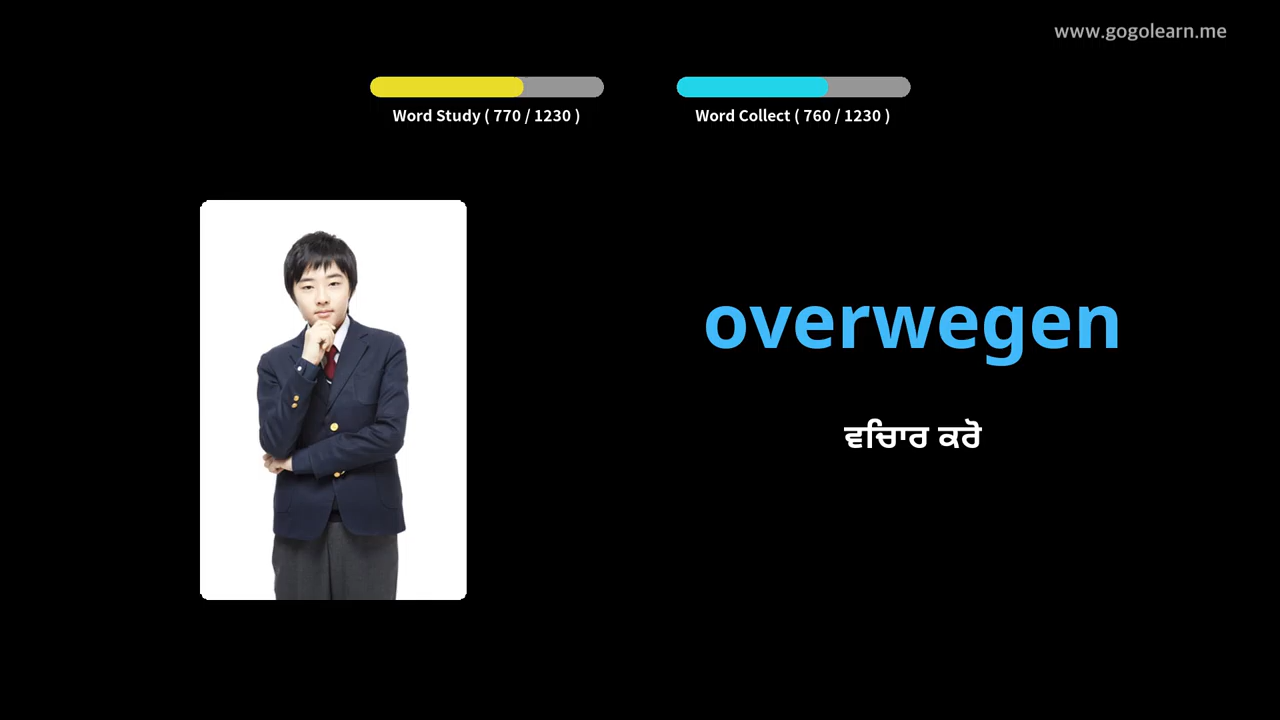 www.gogolearn.me
Word Study ( 770 / 1230 )
Word Collect ( 760 / 1230 )
overwegen
ਵਿਚਾਰ ਕਰੋ